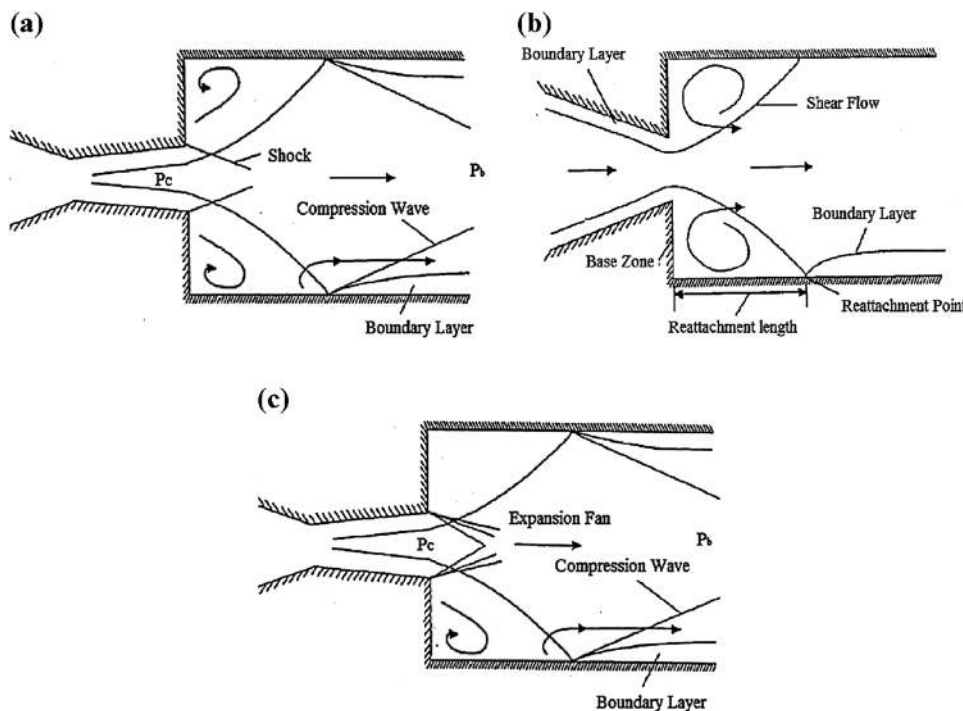 (a)
Shock
Pc
Pb
Compression Wave
Boundary Layer
(b)
Boundary Layer
Shear Flow
Boundary Layer
Base Zone
Reattachment Point
Reattachment length
(c)
Expansion Fan
Pc
Pb
Compression Wave
Boundary Layer